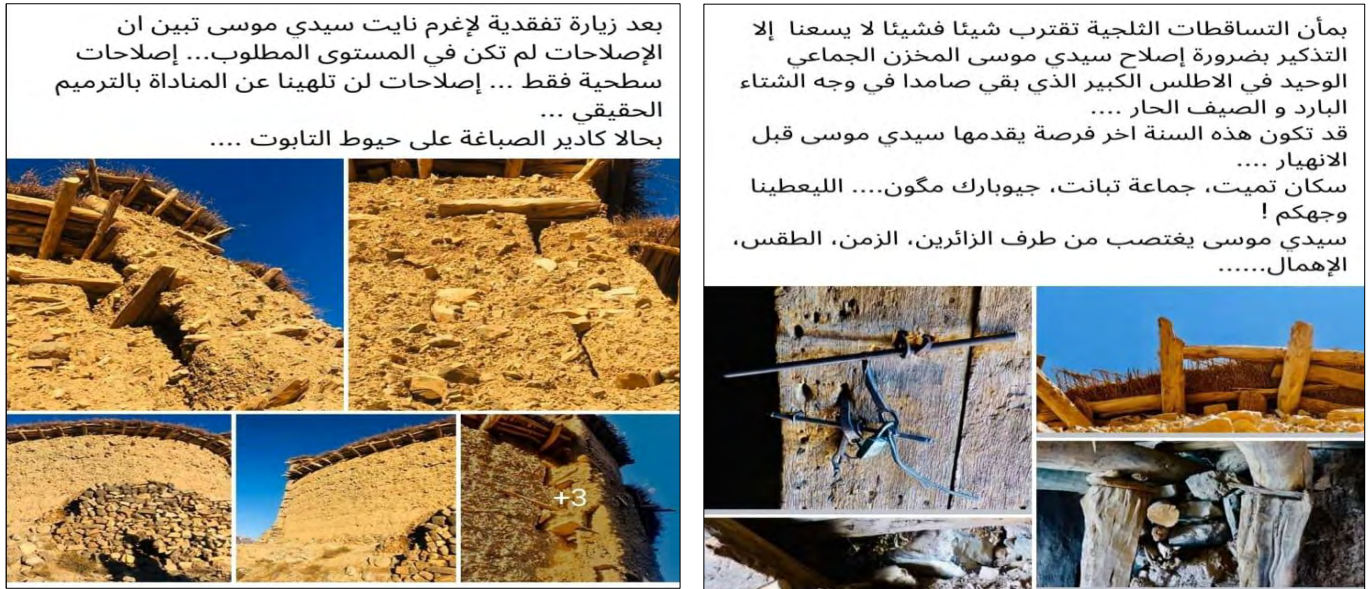 بعد زيارة تفقدية لإغرم نايت سيدي موسى تبين ان
الإصلاحات لم تكن في المستوى المطلوب... إصلاحات
سطحية فقط ... إصلاحات لن تلهينا عن المناداة بالترميم
الحقيقي ...
بحالا كادير الصباغة على حيوط التابوت ....
+3
بمأن التساقطات الثلجية تقترب شيئا فشيئا لا يسعنا إلا
التذكير بضرورة إصلاح سيدي موسى المخزن الجماعي
الوحيد في الاطلس الكبير الذي بقي صامدا في وجه الشتاء
البارد و الصيف الحار ....
قد تكون هذه السنة اخر فرصة يقدمها سيدي موسى قبل
الانهيار ....
سكان تميت، جماعة تبانت، جيوبارك مڭون.... الليعطينا
وجهكم !
سيدي موسى يغتصب من طرف الزائرين، الزمن، الطقس،
الإهمال......